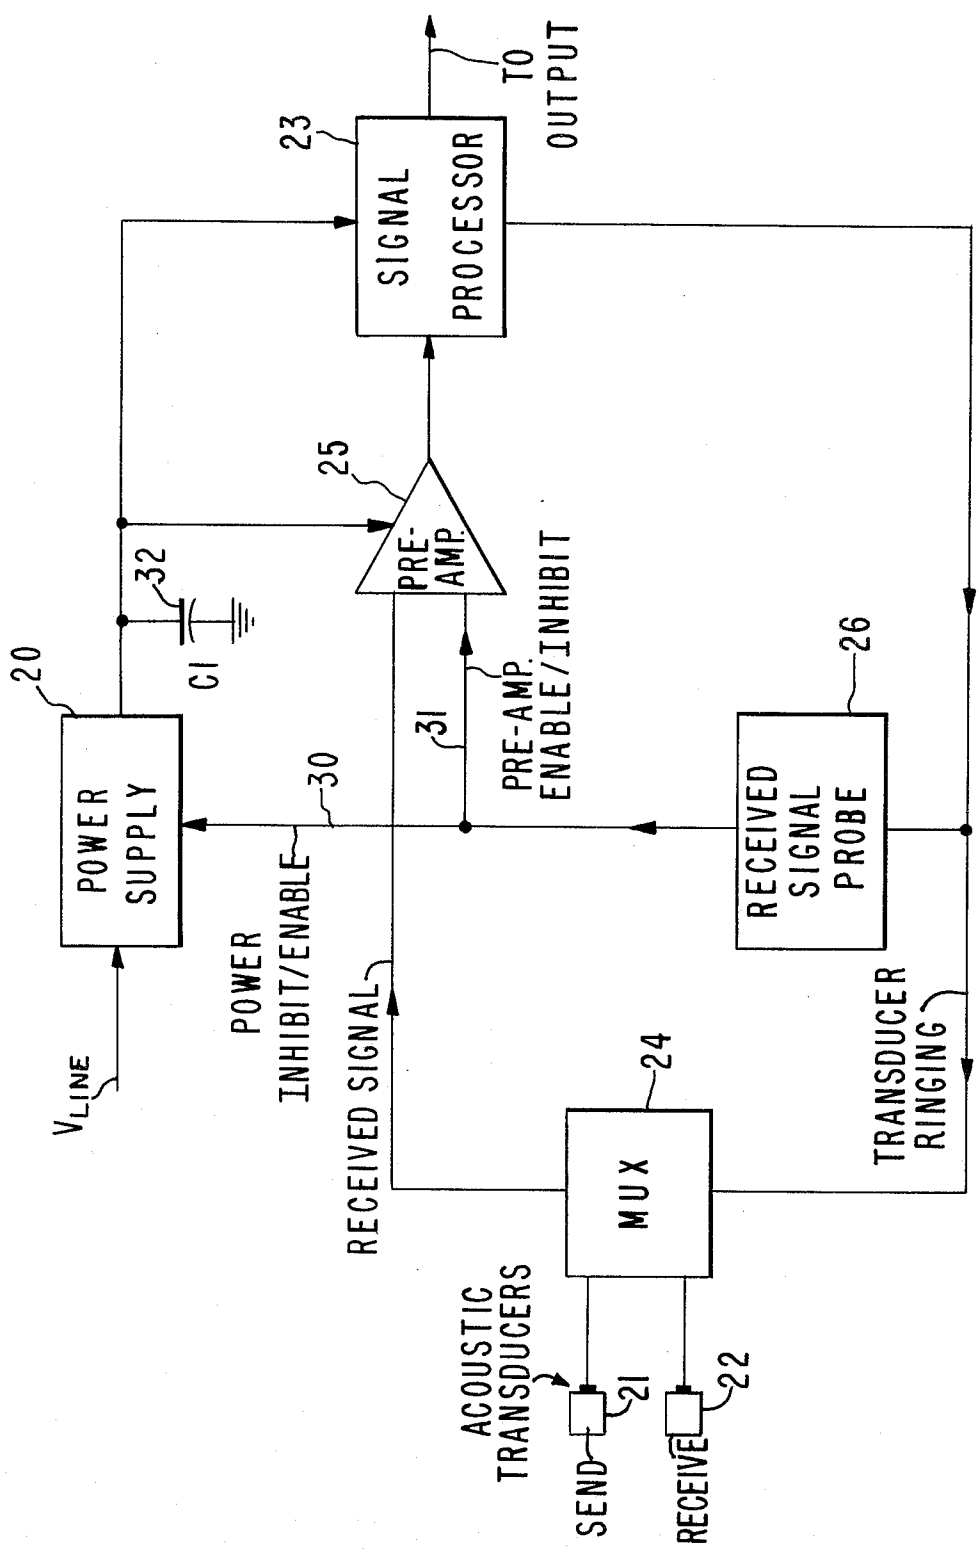 V LINE
POWER
SUPPLY
20
C1
32
POWER
INHIBIT/ENABLE
30
RECEIVED SIGNAL
31
PRE-AMP.
ENABLE/INHIBIT
PRE-
AMP.
25
SIGNAL
PROCESSOR
23
TO
OUTPUT
ACOUSTIC
TRANSDUCERS
SEND
21
RECEIVE
22
MUX
24
RECEIVED
SIGNAL
PROBE
26
TRANSDUCER
RINGING